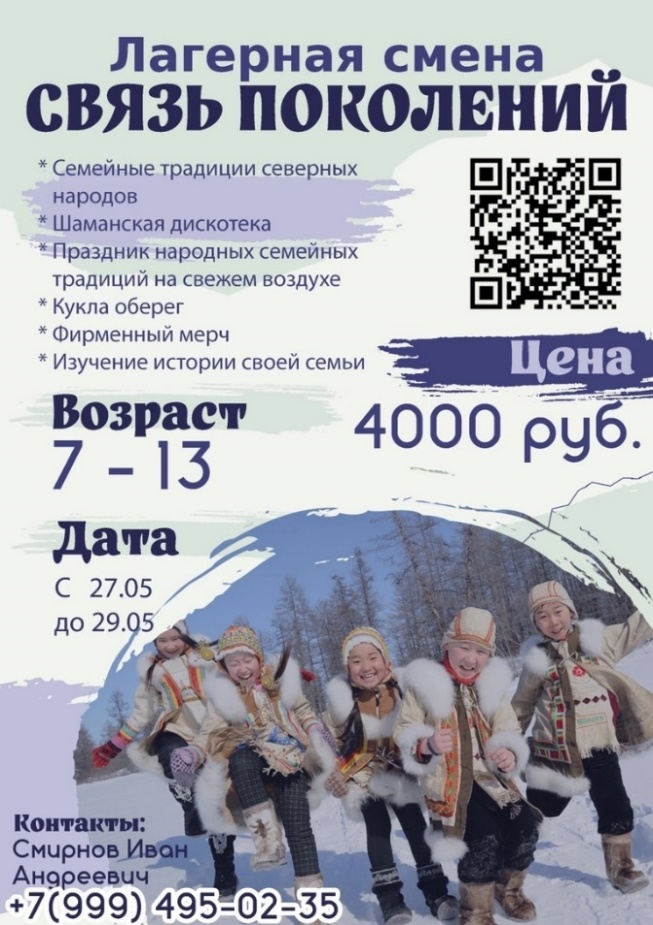 Лагерная смена
СВЯЗЬ ПОКОЛЕНИЙ
* Семейные традиции северных
народов
* Шаманская дискотека
* Праздник народных семейных
традиций на свежем воздухе
* Кукла оберег
* Фирменный мерч
* Изучение истории своей семьи
Цена
4000 руб.
Возраст
7 - 13
Дата
С 27.05
до 29.05
Контакты:
Смирнов Иван
Андреевич
+7(999) 495-02-35